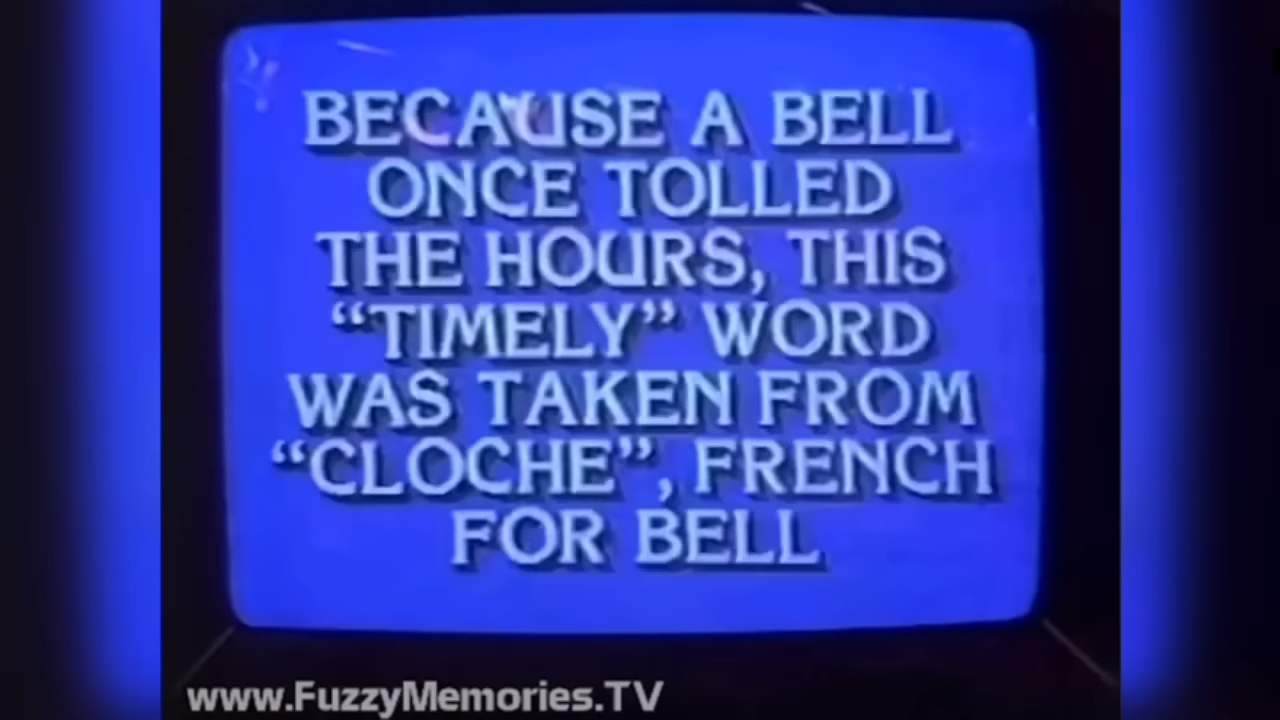 BECAUSE A BELL
ONCE TOLLED
THE HOURS, THIS
“TIMELY” WORD
WAS TAKEN FROM
“CLOCHE”, FRENCH
FOR BELL
www.FuzzyMemories.TV